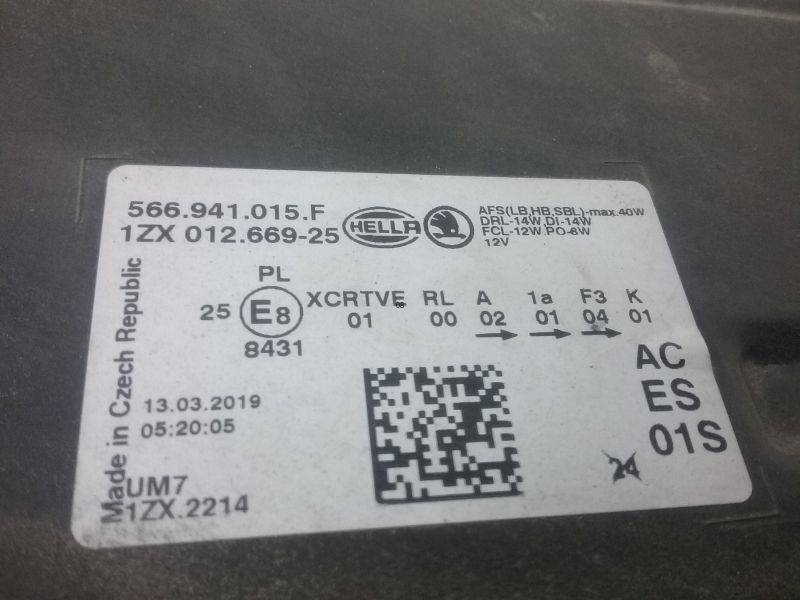 566.941.015.F
1ZX 012.669-25
HELLA
AFS(LB,HB,SBL)-max.40W
DRL-14W,DI-14W
FCL-12W PO-6W
12V
PL
25 E8 XCRTVE RL A 1a F3 K
01 00 02 01 04 01
8431
Made in Czech Republic
13.03.2019
05:20:05
AC
ES
01S
24
UM7
1ZX.2214